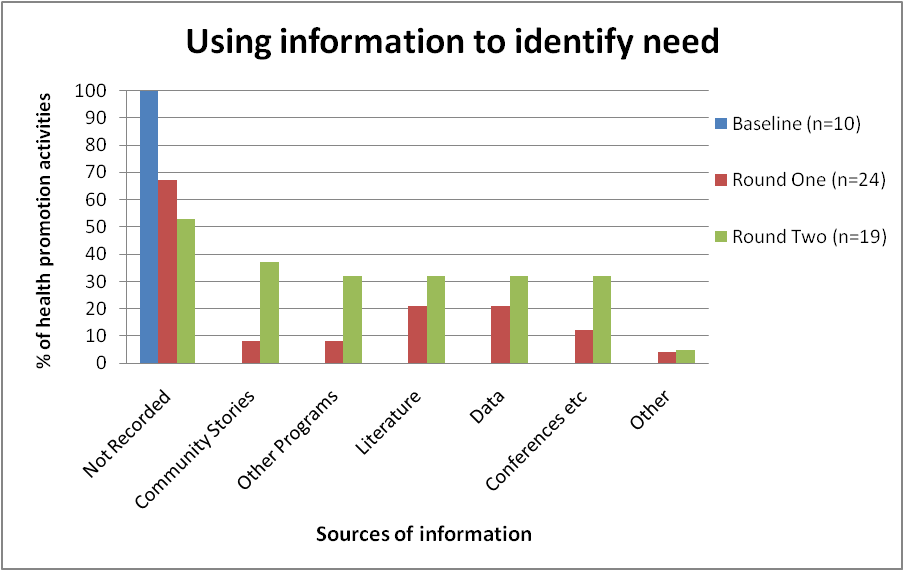 Using information to identify need
% of health promotion activities
100
90
80
70
60
50
40
30
20
10
0
Not Recorded
Community Stories
Other Programs
Literature
Data
Conferences etc
Other
Sources of information
Baseline (n=10)
Round One (n=24)
Round Two (n=19)